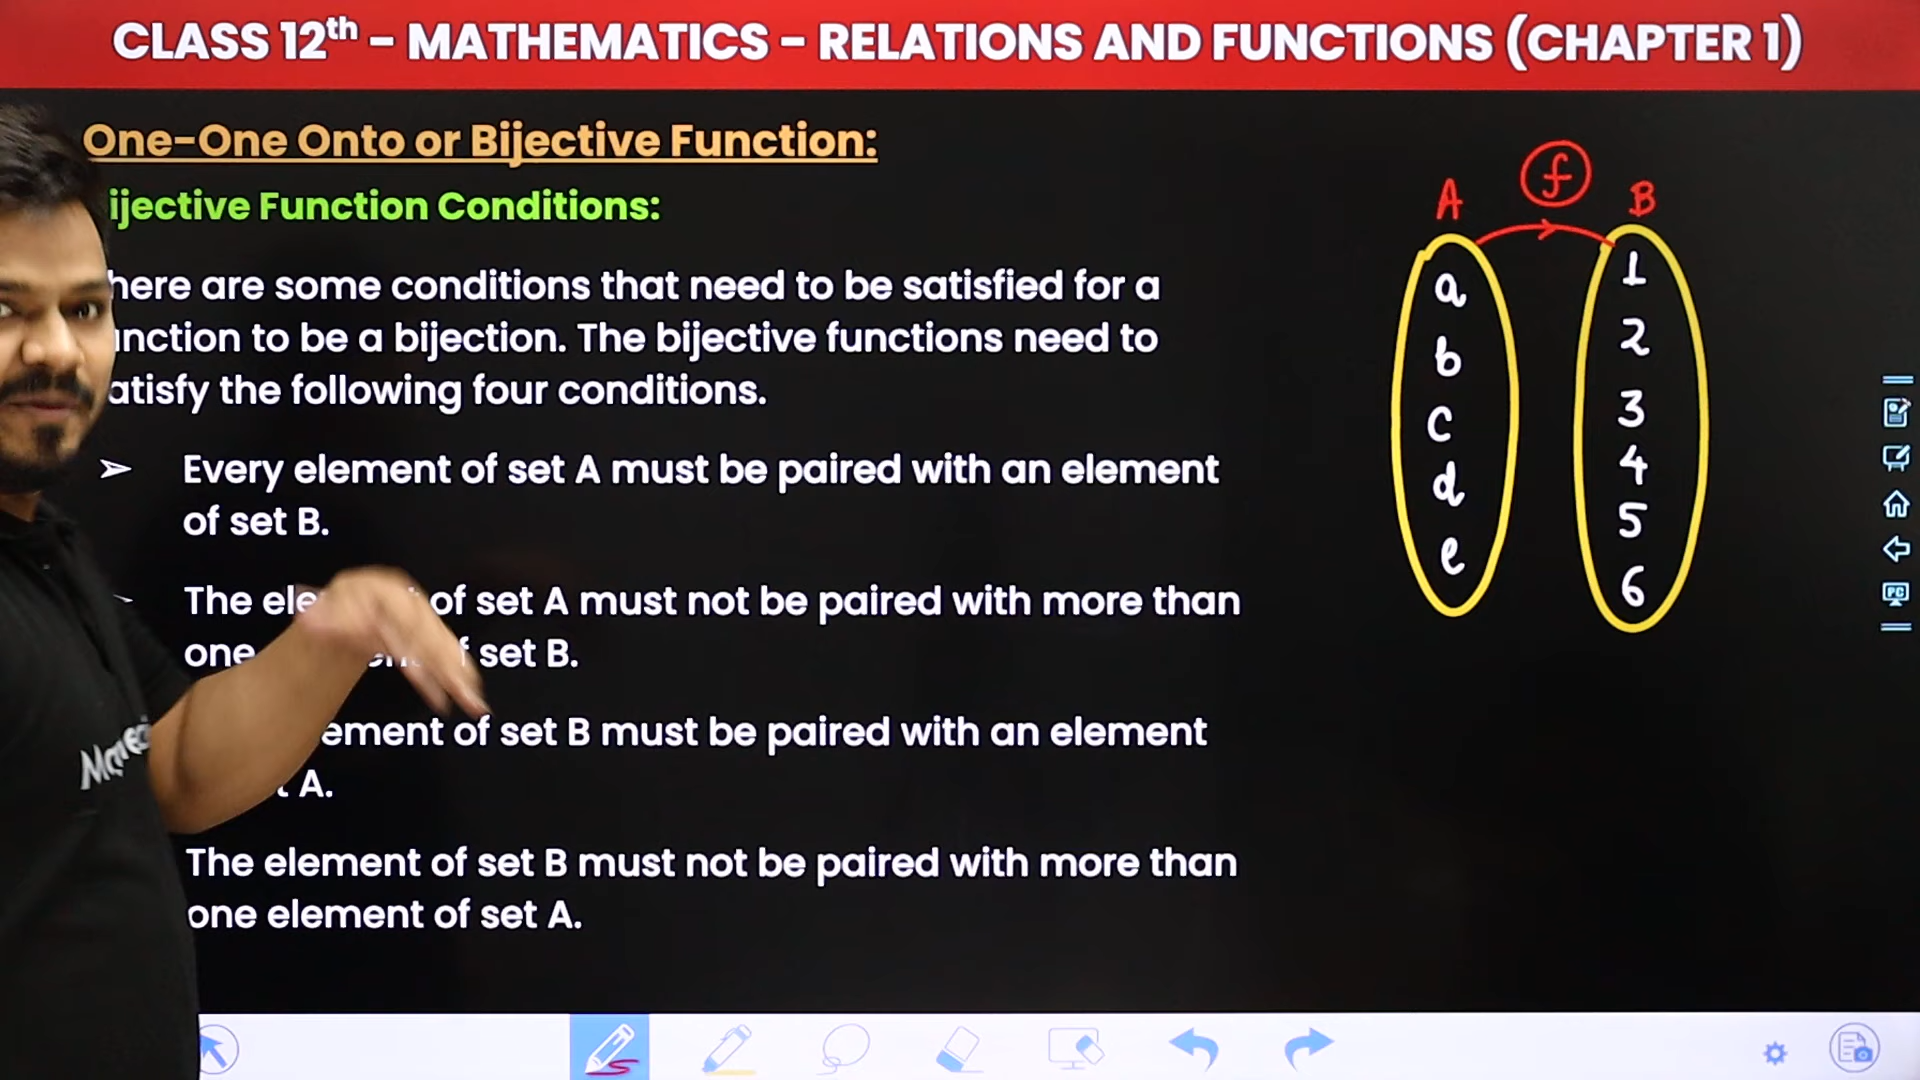 CLASS 12th - MATHEMATICS - RELATIONS AND FUNCTIONS (CHAPTER 1)
One-One Onto or Bijective Function:
ijective Function Conditions:
here are some conditions that need to be satisfied for a
nction to be a bijection. The bijective functions need to
atisfy the following four conditions.
➢ Every element of set A must be paired with an element
of set B.
The ele of set A must not be paired with more than
one set B.
ement of set B must be paired with an element
A.
The element of set B must not be paired with more than
one element of set A.
f
A B
a 1
b 2
c 3
d 4
e 5
6
PC